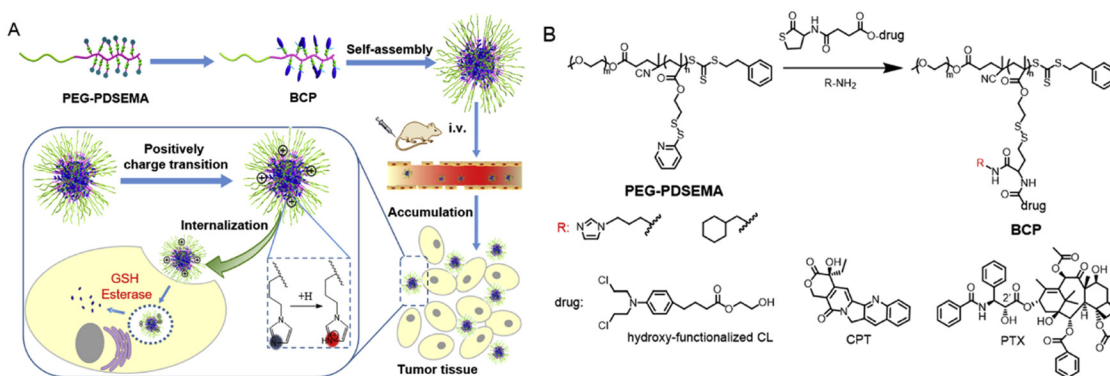 A
PEG-PDSEMA
BCP
Self-assembly
i.v.
Positively
charge transition
Internalization
GSH
Esterase
+H
Accumulation
Tumor tissue
B
PEG-PDSEMA
R-NH2
BCP
R:
drug:
hydroxy-functionalized CL
CPT
PTX
2'